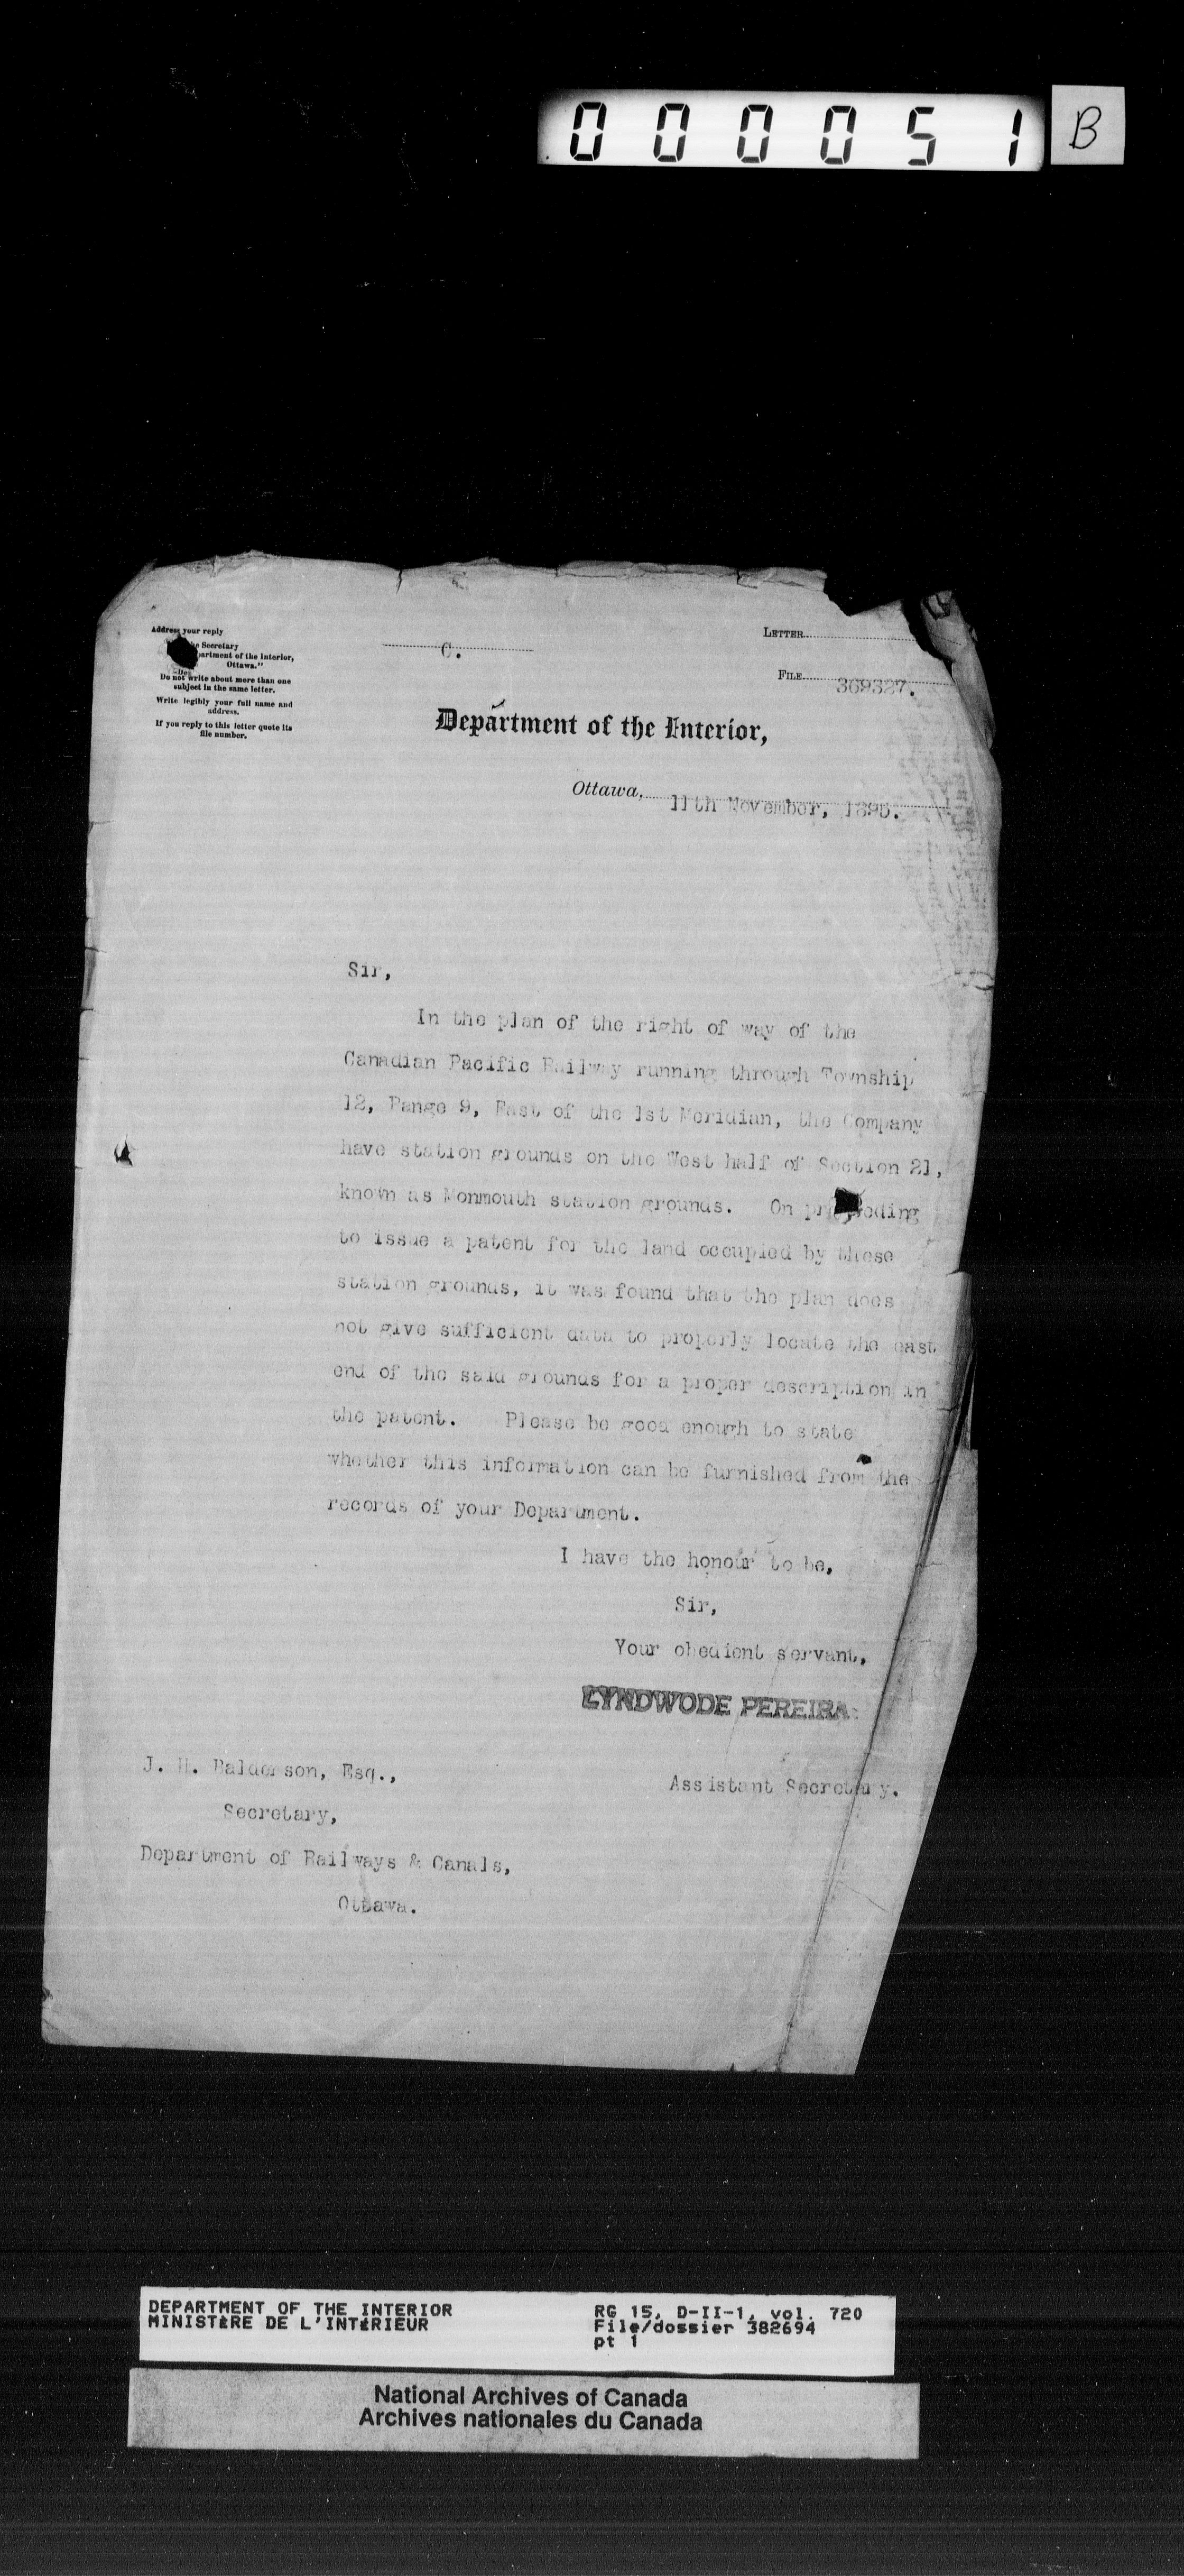 000051 B
Address your reply
Secretary
partment of the Interior,
Ottawa."
Do not write about more than one
subject in the same letter.
Write legibly your full name and
address.
If you reply to this letter quote its
file number.
C.
LETTER
FILE 369327.
Department of the Interior,
Ottawa, 11th November, 1895.
Sir,
In the plan of the right of way of the
Canadian Pacific Railway running through Township
12, Range 9, East of the 1st Meridian, the Company
have station grounds on the West half of Section 21,
known as Monmouth station grounds. On pr eeding
to issue a patent for the land occupied by these
station grounds, it was found that the plan does
not give sufficient data to properly locate the east
end of the said grounds for a proper description in
the patent. Please be good enough to state
whether this information can be furnished from the
records of your Department.
I have the honour to be,
Sir,
Your obedient servant,
LYNDWODE PEREIRA
Assistant Secretary.
J. H. Balderson, Esq.,
Secretary,
Department of Railways & Canals,
Ottawa.
DEPARTMENT OF THE INTERIOR
MINISTÈRE DE L'INTÉRIEUR
RG 15, D-II-1, vol. 720
File/dossier 382694
pt 1
National Archives of Canada
Archives nationales du Canada